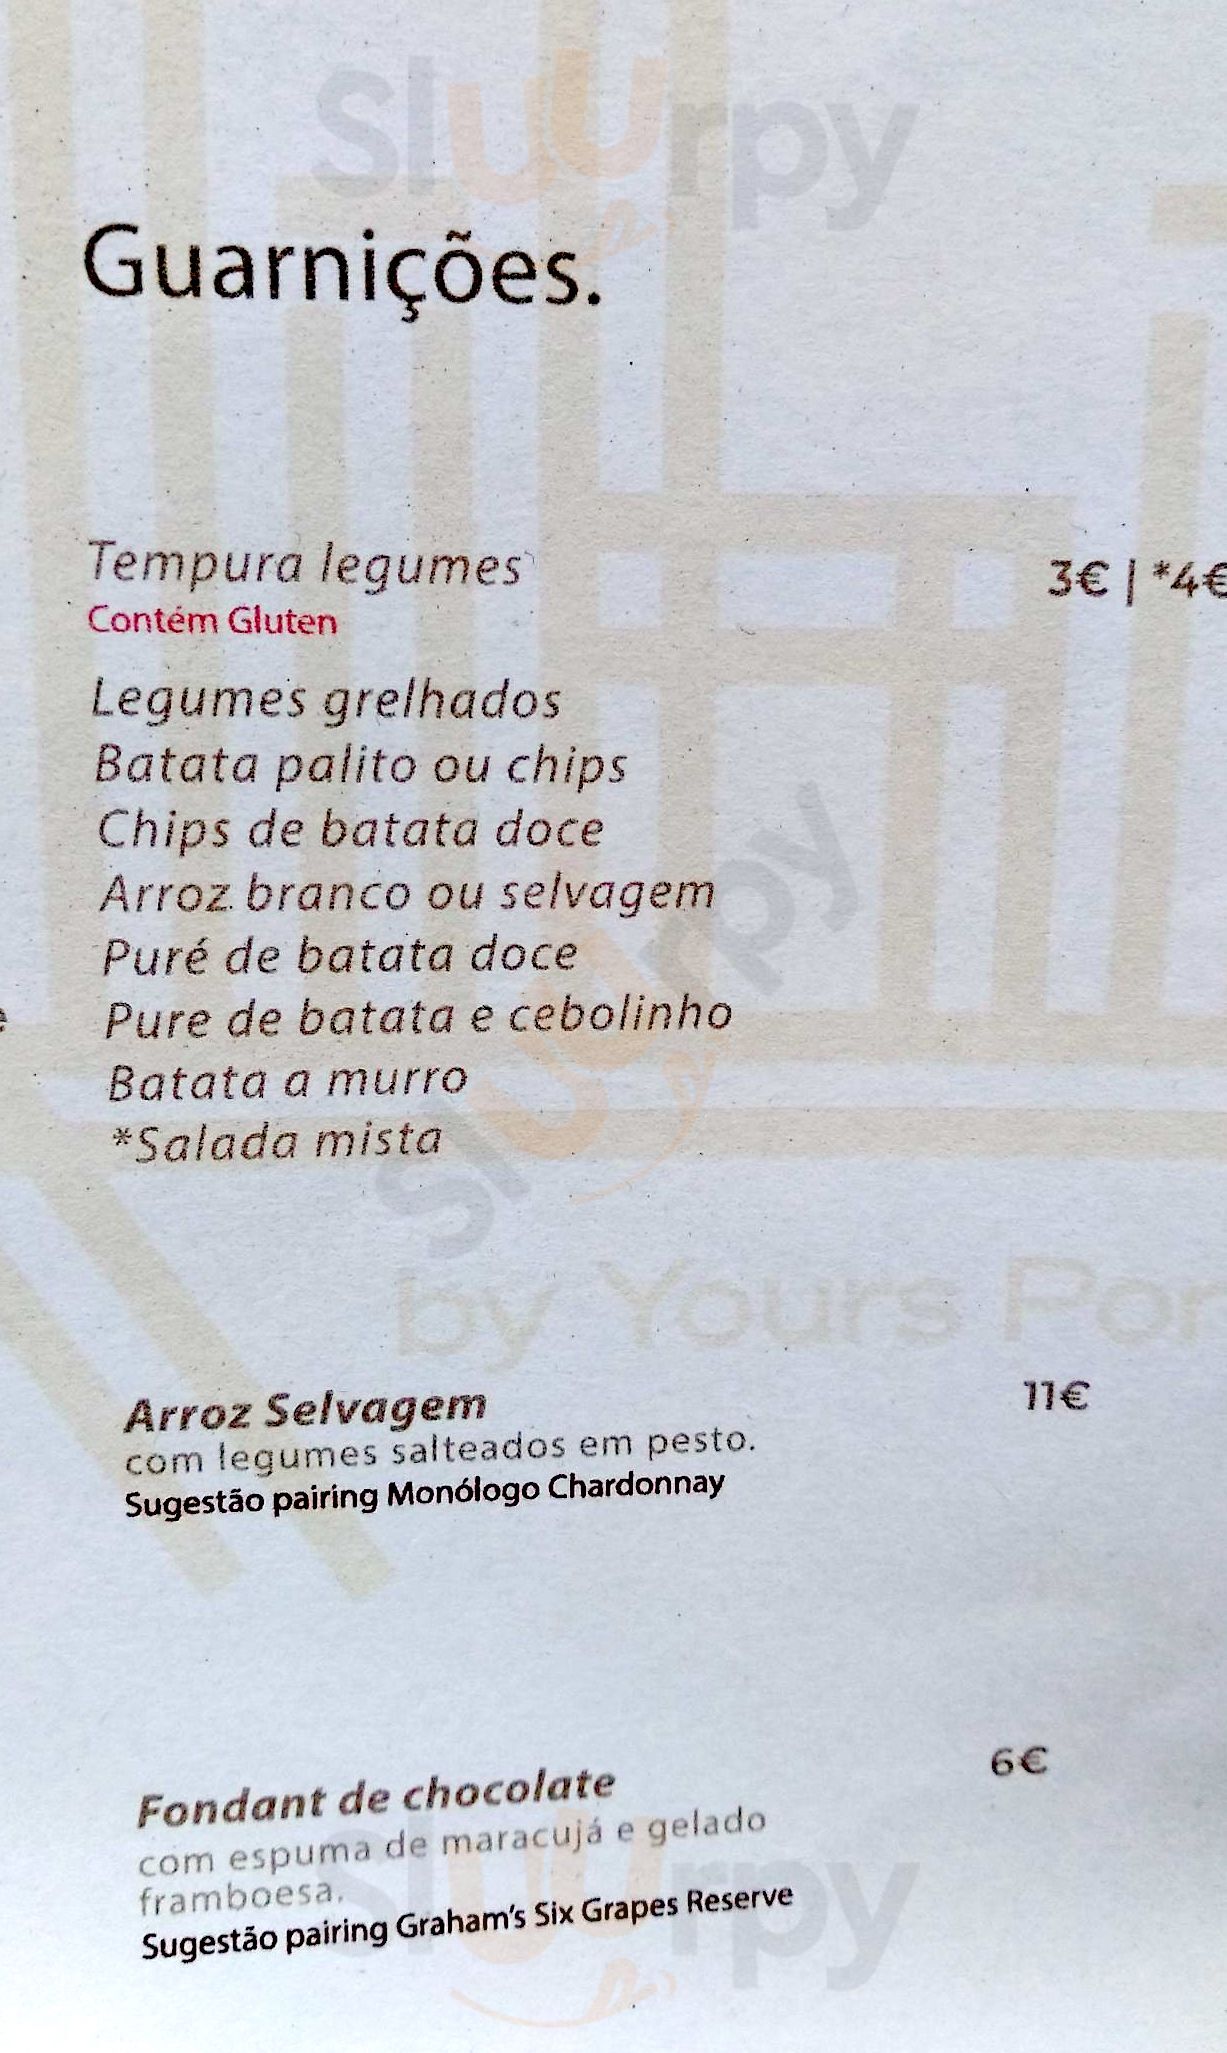 Sluurpy
Guarnições.
Tempura legumes 3€ | *4€
Contém Gluten
Legumes grelhados
Batata palito ou chips
Chips de batata doce
Arroz branco ou selvagem
Puré de batata doce
Pure de batata e cebolinho
Batata a murro
*Salada mista
Sluurpy
by Yours Por
Arroz Selvagem 11€
com legumes salteados em pesto.
Sugestão pairing Monólogo Chardonnay
Fondant de chocolate 6€
com espuma de maracujá e gelado
framboesa.
Sugestão pairing Graham's Six Grapes Reserve
Sluurpy